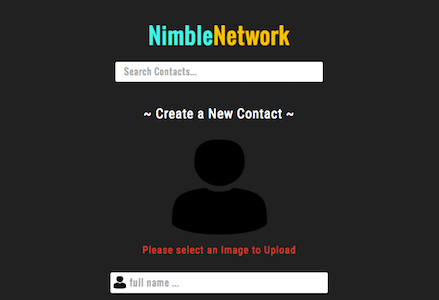 NimbleNetwork
Search Contacts...
~ Create a New Contact ~
Please select an Image to Upload
full name ...